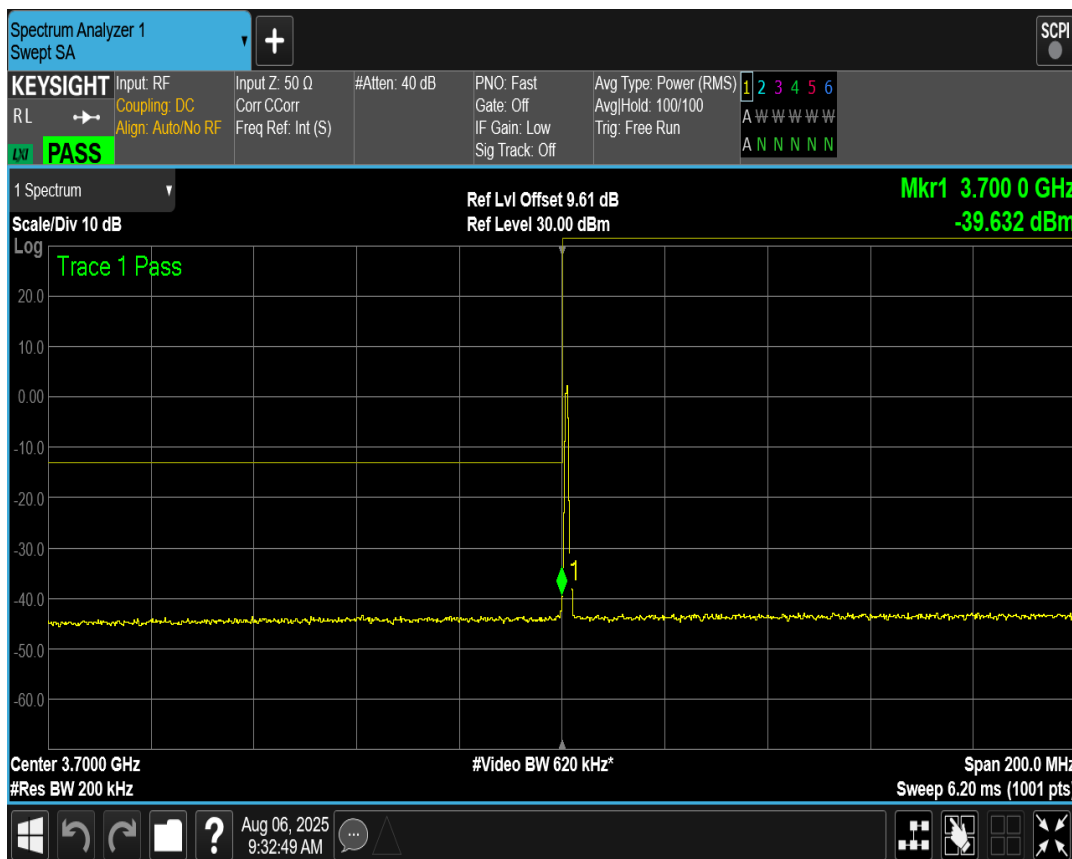 Spectrum Analyzer 1
Swept SA
+
SCPI
KEYSIGHT
RL
LXI PASS
Input: RF
Coupling: DC
Align: Auto/No RF
Input Z: 50 Ω
Corr CCorr
Freq Ref: Int (S)
#Atten: 40 dB
PNO: Fast
Gate: Off
IF Gain: Low
Sig Track: Off
Avg Type: Power (RMS)
Avg|Hold: 100/100
Trig: Free Run
1 2 3 4 5 6
A W W W W W
A N N N N N
1 Spectrum
Scale/Div 10 dB
Ref Lvl Offset 9.61 dB
Ref Level 30.00 dBm
Mkr1 3.700 0 GHz
-39.632 dBm
Log
Trace 1 Pass
20.0
10.0
0.00
-10.0
-20.0
-30.0
1
-40.0
-50.0
-60.0
Center 3.7000 GHz
#Res BW 200 kHz
#Video BW 620 kHz*
Span 200.0 MHz
Sweep 6.20 ms (1001 pts)
?
Aug 06, 2025
9:32:49 AM